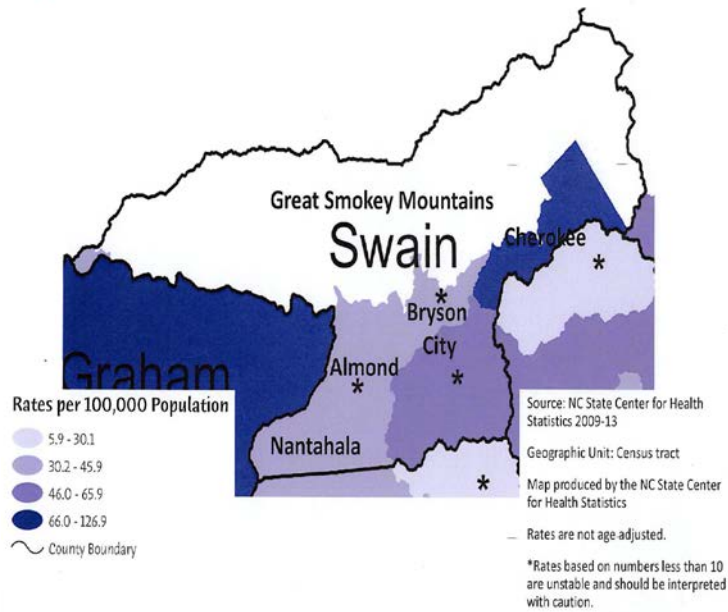 Great Smokey Mountains
Swain
Cherokee
*
*
Bryson
City
Graham
Almond
*
*
Nantahala
*
Rates per 100,000 Population
5.9 - 30.1
30.2 - 45.9
46.0 - 65.9
66.0 - 126.9
County Boundary
Source: NC State Center for Health
Statistics 2009-13
Geographic Unit: Census tract
Map produced by the NC State Center
for Health Statistics
Rates are not age adjusted.
*Rates based on numbers less than 10
are unstable and should be interpreted
with caution.